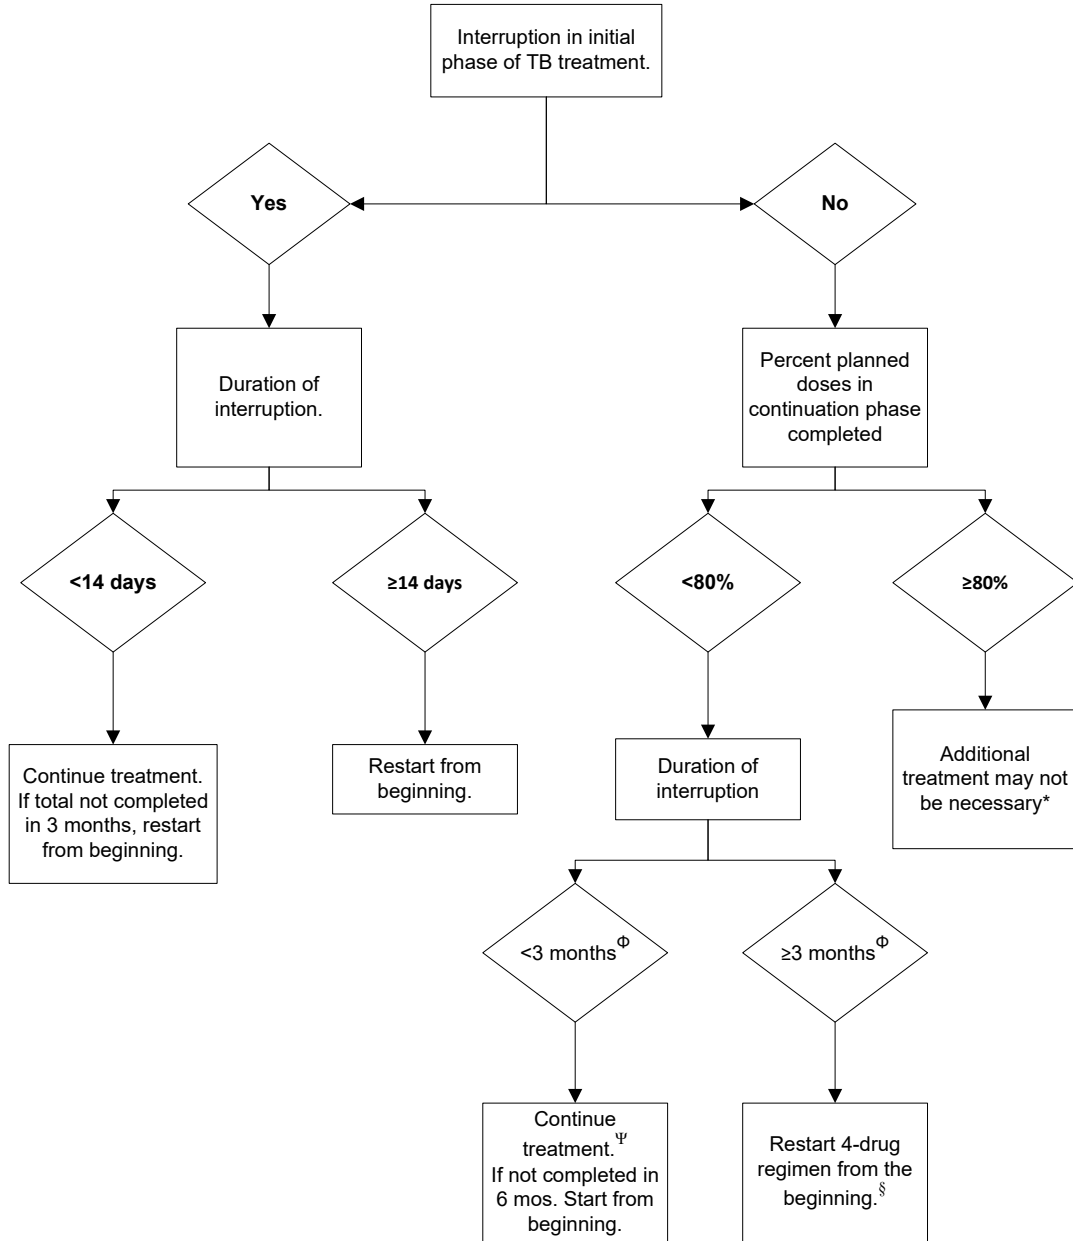 Interruption in initial
phase of TB treatment.
Yes
No
Duration of
interruption.
Percent planned
doses in
continuation phase
completed
<14 days
≥14 days
<80%
≥80%
Continue treatment.
If total not completed
in 3 months, restart
from beginning.
Restart from
beginning.
Duration of
interruption
Additional
treatment may not
be necessary*
<3 months^Φ
≥3 months^Φ
Continue
treatment.^Ψ
If not completed in
6 mos. Start from
beginning.
Restart 4-drug
regimen from the
beginning.^§